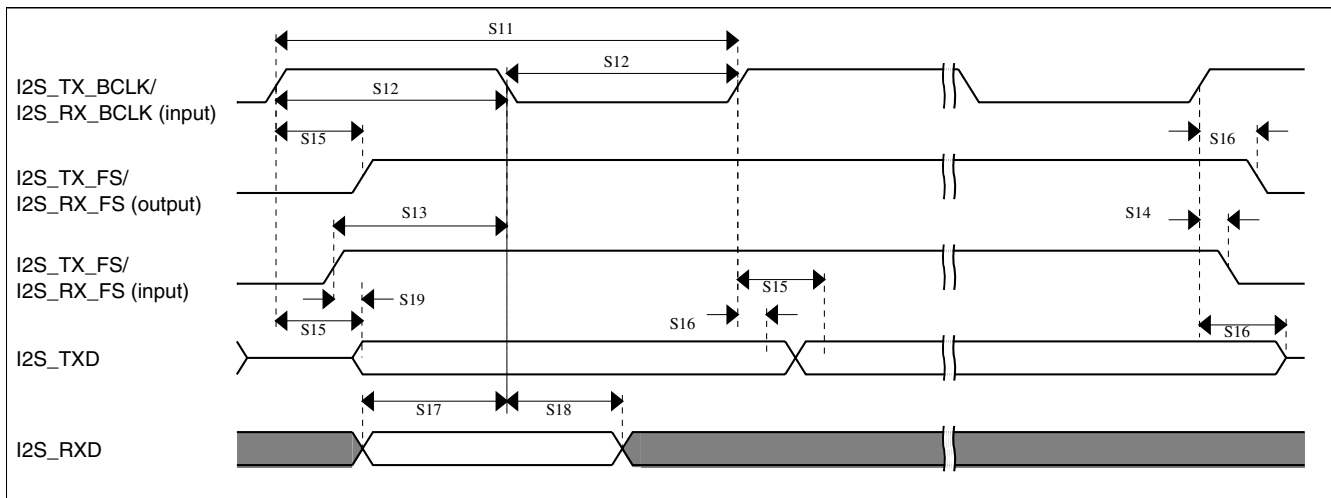 S11
S12
I2S_TX_BCLK/
I2S_RX_BCLK (input)
S12
S15
S16
I2S_TX_FS/
I2S_RX_FS (output)
S13
S14
I2S_TX_FS/
I2S_RX_FS (input)
S15
S19
S15
S16
S16
I2S_TXD
S17
S18
I2S_RXD